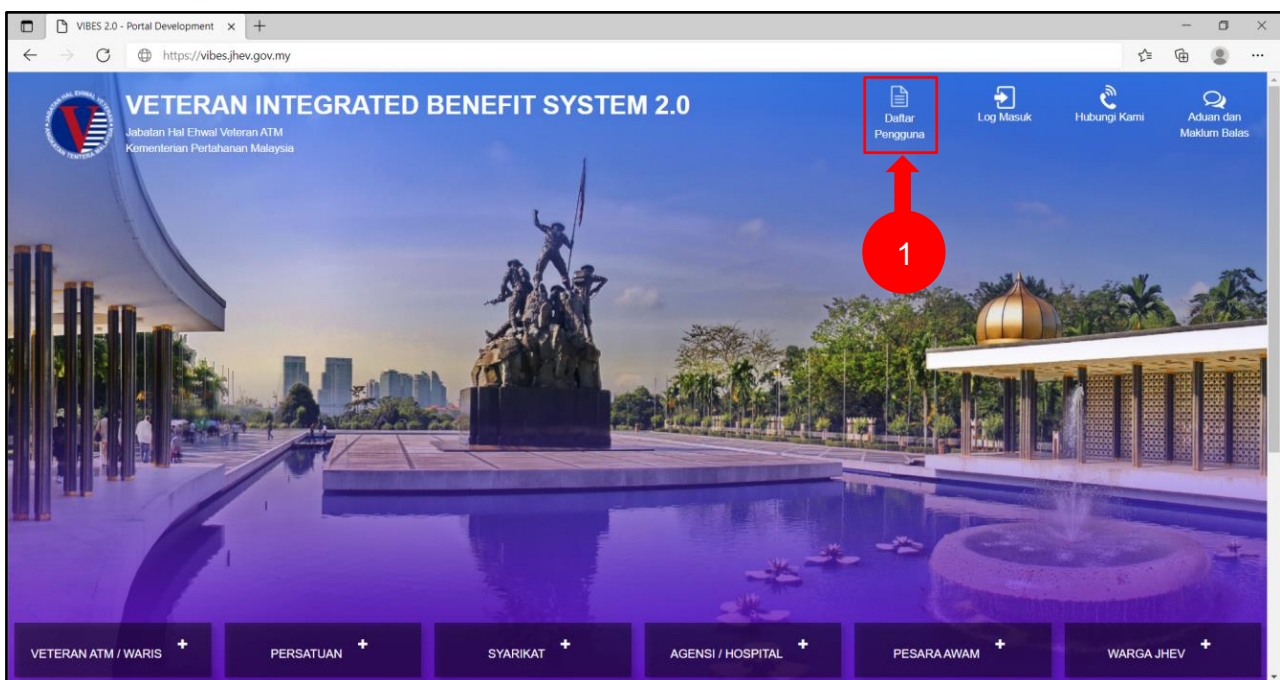 VIBES 2.0 - Portal Development
https://vibes.jhev.gov.my
VETERAN INTEGRATED BENEFIT SYSTEM 2.0
Jabatan Hal Ehwal Veteran ATM
Kementerian Pertahanan Malaysia
Daftar
Pengguna
Log Masuk
Hubungi Kami
Aduan dan
Maklum Balas
1
VETERAN ATM / WARIS +
PERSATUAN +
SYARIKAT +
AGENSI / HOSPITAL +
PESARA AWAM +
WARGA JHEV +